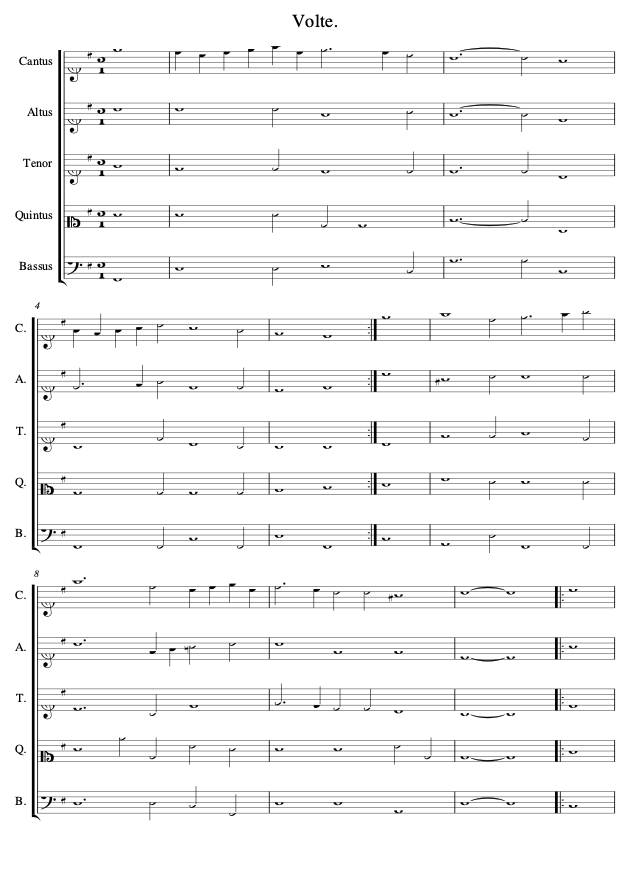 Volte.
Cantus
Altus
Tenor
Quintus
Bassus
4
C.
A.
T.
Q.
B.
8
C.
A.
T.
Q.
B.